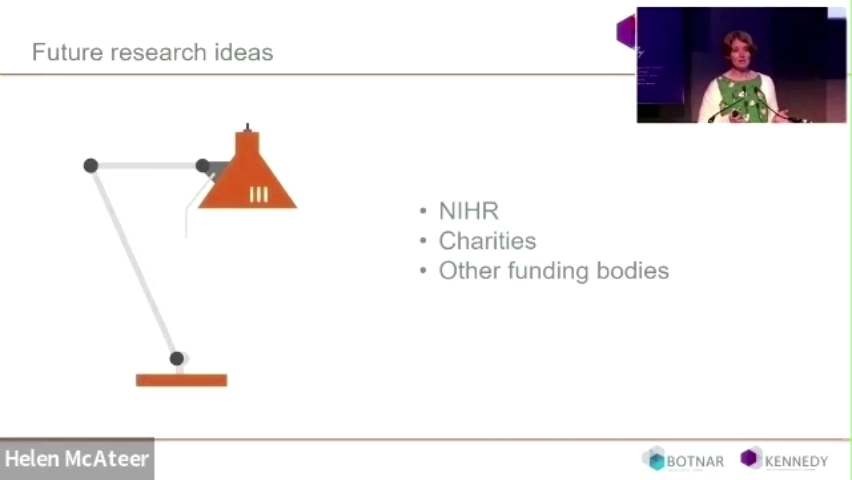 Future research ideas
• NIHR
• Charities
• Other funding bodies
Helen McAteer
BOTNAR
KENNEDY